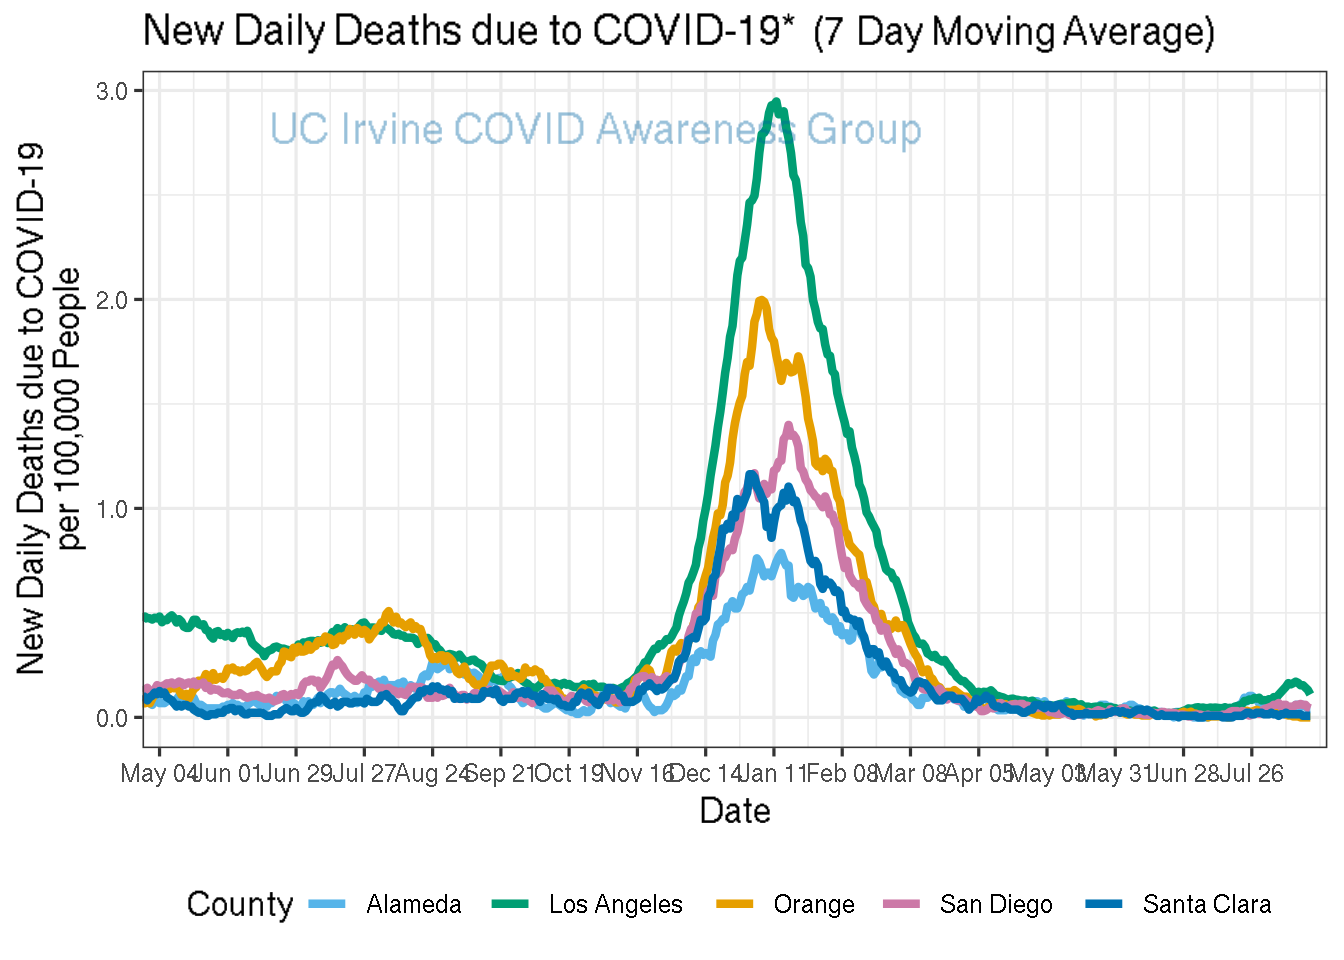 New Daily Deaths due to COVID-19* (7 Day Moving Average)
UC Irvine COVID Awareness Group
New Daily Deaths due to COVID-19
per 100,000 People
3.0
2.0
1.0
0.0
May 04 Jun 01 Jun 29 Jul 27 Aug 24 Sep 21 Oct 19 Nov 16 Dec 14 Jan 11 Feb 08 Mar 08 Apr 05 May 03 May 31 Jun 28 Jul 26
Date
County Alameda Los Angeles Orange San Diego Santa Clara